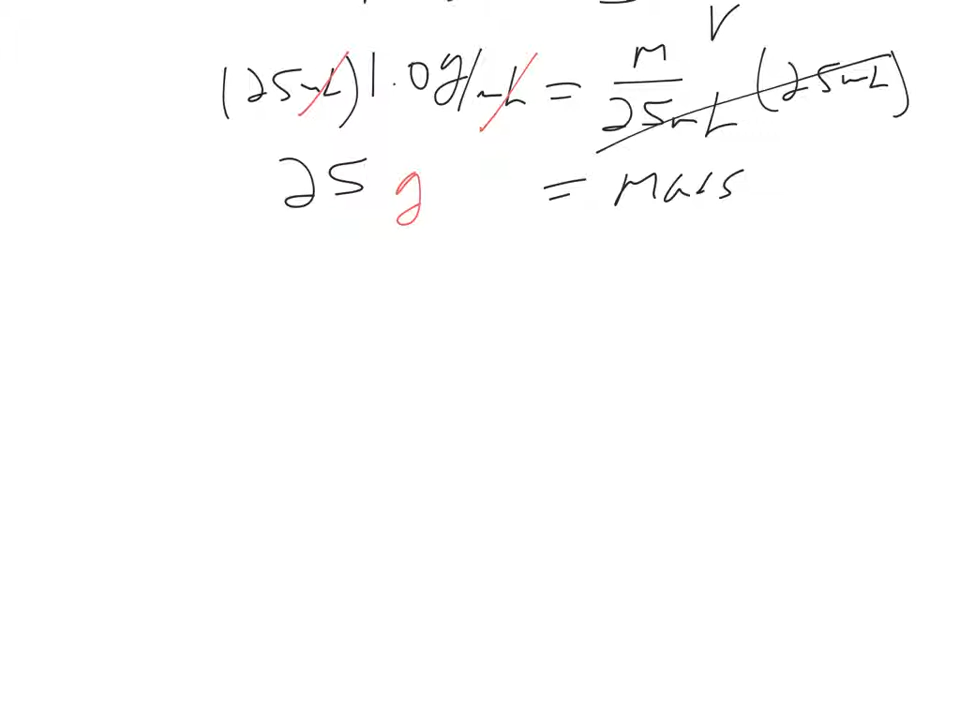 V
(25mL) 1.0g/mL = m/25mL (25mL)
25 g = mass